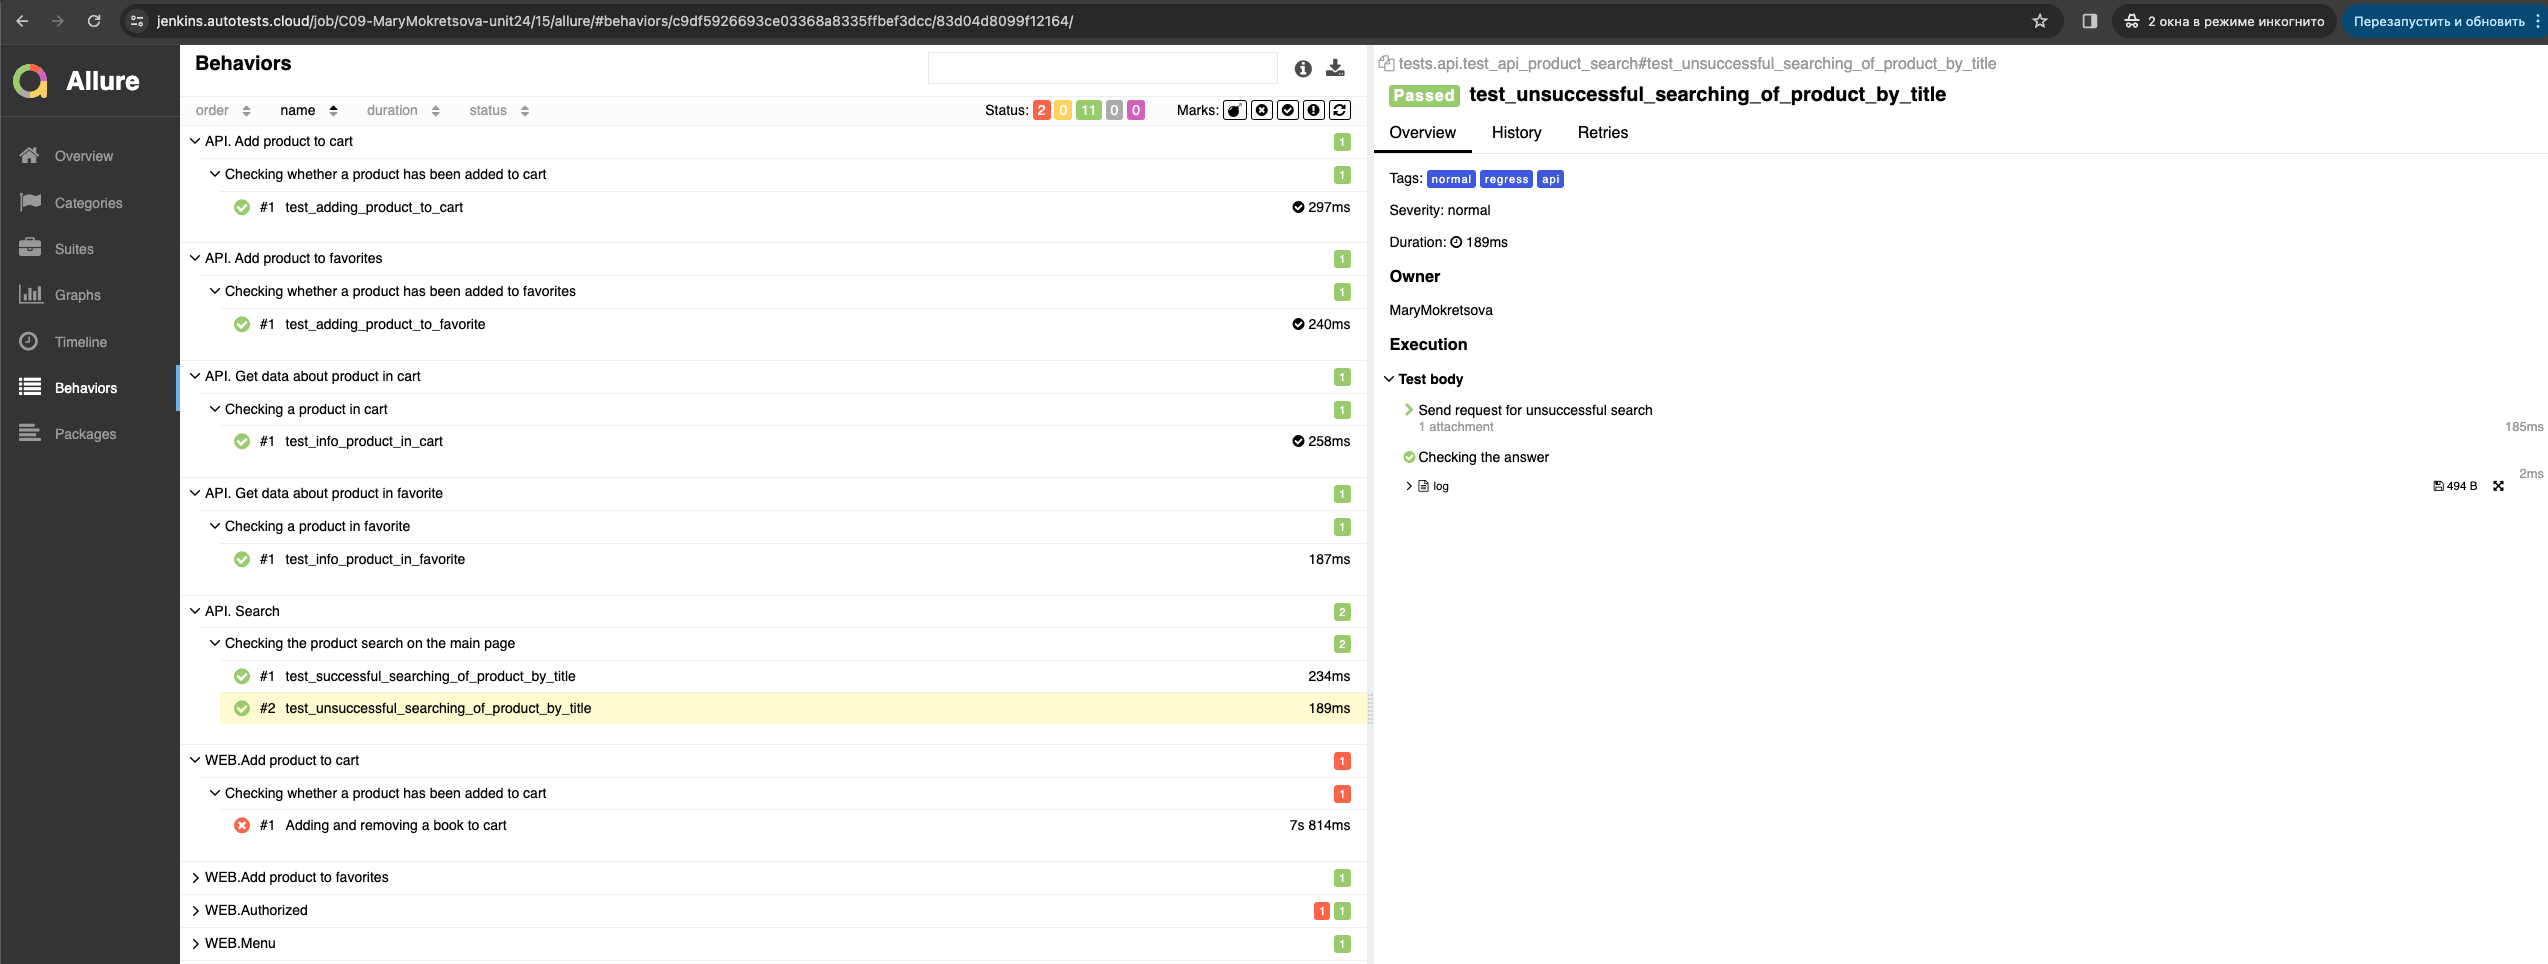 jenkins.autotests.cloud/job/C09-MaryMokretsova-unit24/15/allure/#behaviors/c9df5926693ce03368a8335ffbef3dcc/83d04d8099f12164/
2 окна в режиме инкогнито
Перезапустить и обновить
Allure
Overview
Categories
Suites
Graphs
Timeline
Behaviors
Packages
Behaviors
order name duration status
Status: 2 0 11 0 0 Marks:
API. Add product to cart 1
Checking whether a product has been added to cart 1
#1 test_adding_product_to_cart 297ms
API. Add product to favorites 1
Checking whether a product has been added to favorites 1
#1 test_adding_product_to_favorite 240ms
API. Get data about product in cart 1
Checking a product in cart 1
#1 test_info_product_in_cart 258ms
API. Get data about product in favorite 1
Checking a product in favorite 1
#1 test_info_product_in_favorite 187ms
API. Search 2
Checking the product search on the main page 2
#1 test_successful_searching_of_product_by_title 234ms
#2 test_unsuccessful_searching_of_product_by_title 189ms
WEB.Add product to cart 1
Checking whether a product has been added to cart 1
#1 Adding and removing a book to cart 7s 814ms
WEB.Add product to favorites 1
WEB.Authorized 1 1
WEB.Menu 1
tests.api.test_api_product_search#test_unsuccessful_searching_of_product_by_title
Passed test_unsuccessful_searching_of_product_by_title
Overview History Retries
Tags: normal regress api
Severity: normal
Duration: 189ms
Owner
MaryMokretsova
Execution
Test body
Send request for unsuccessful search
1 attachment 185ms
Checking the answer
2ms
log 494 B